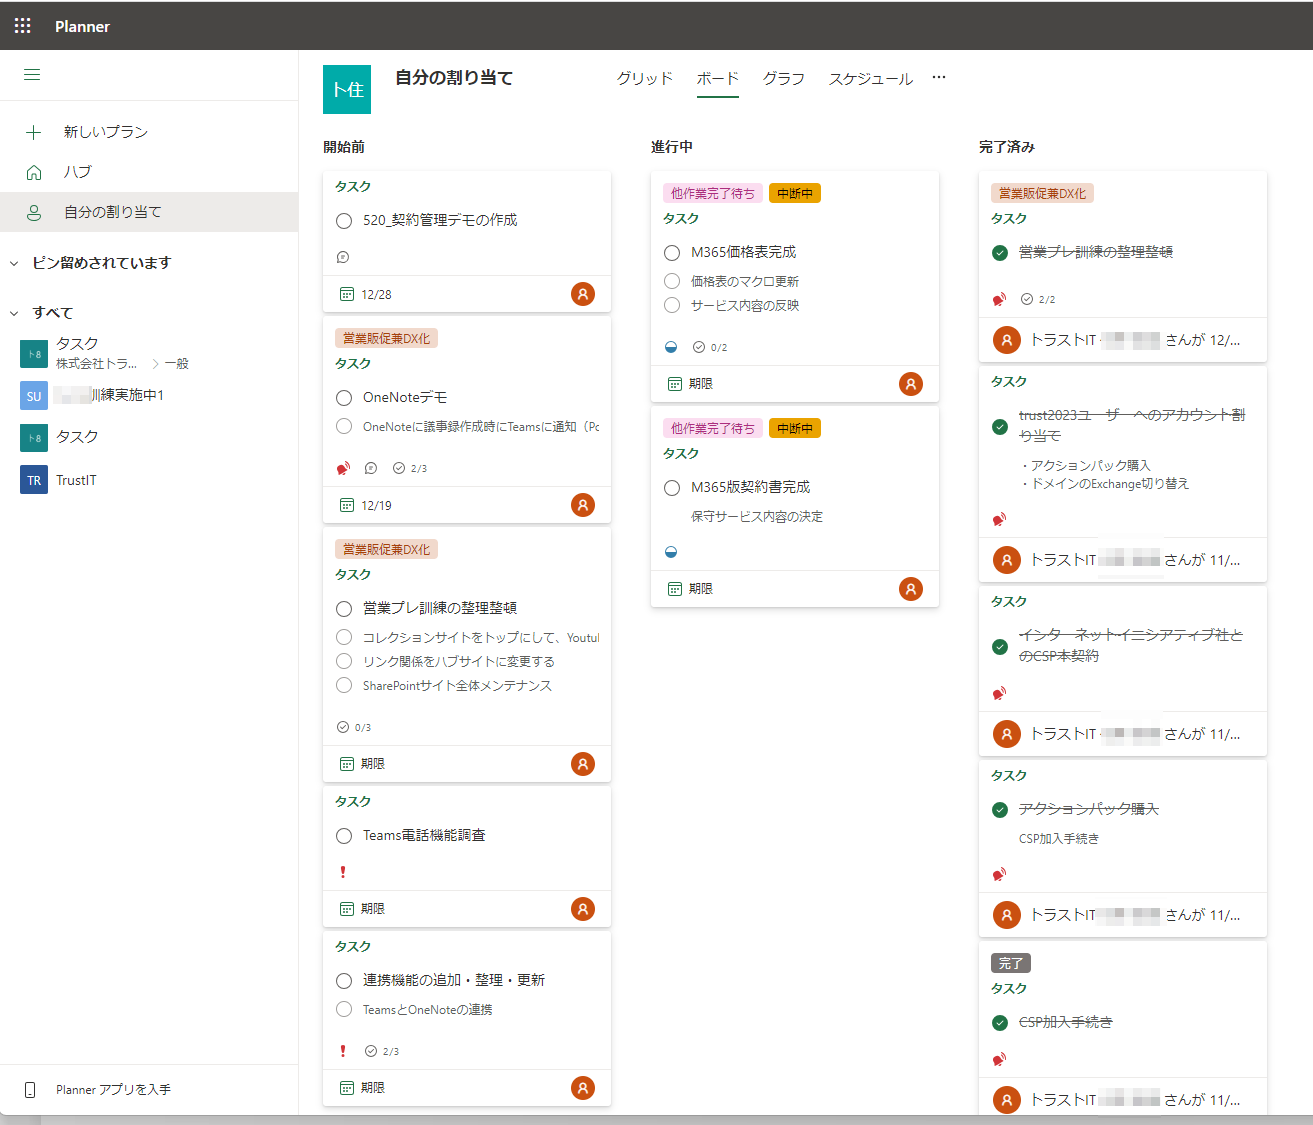 Planner
新しいプラン
ハブ
自分の割り当て
ピン留めされています
すべて
ト8
タスク
株式会社トラ... 一般
SU
訓練実施中1
ト8
タスク
TR
TrustIT
Planner アプリを入手
ト住
自分の割り当て
グリッド
ボード
グラフ
スケジュール
...
開始前
タスク
520_契約管理デモの作成
12/28
営業販促兼DX化
タスク
OneNoteデモ
OneNoteに議事録作成時にTeamsに通知（Pc
2/3
12/19
営業販促兼DX化
タスク
営業プレ訓練の整理整頓
コレクションサイトをトップにして、Youtul
リンク関係をハブサイトに変更する
SharePointサイト全体メンテナンス
0/3
期限
タスク
Teams電話機能調査
期限
タスク
連携機能の追加・整理・更新
TeamsとOneNoteの連携
2/3
期限
進行中
他作業完了待ち 中断中
タスク
M365価格表完成
価格表のマクロ更新
サービス内容の反映
0/2
期限
他作業完了待ち 中断中
タスク
M365版契約書完成
保守サービス内容の決定
期限
完了済み
営業販促兼DX化
タスク
営業プレ訓練の整理整頓
2/2
トラストIT さんが 12/...
タスク
trust2023ユーザーへのアカウント割
り当て
・アクションパック購入
・ドメインのExchange切り替え
トラストIT さんが 11/...
タスク
インターネットイニシアティブ社と
のCSP本契約
トラストIT さんが 11/...
タスク
アクションパック購入
CSP加入手続き
トラストIT さんが 11/...
完了
タスク
CSP加入手続き
トラストIT さんが 11/...